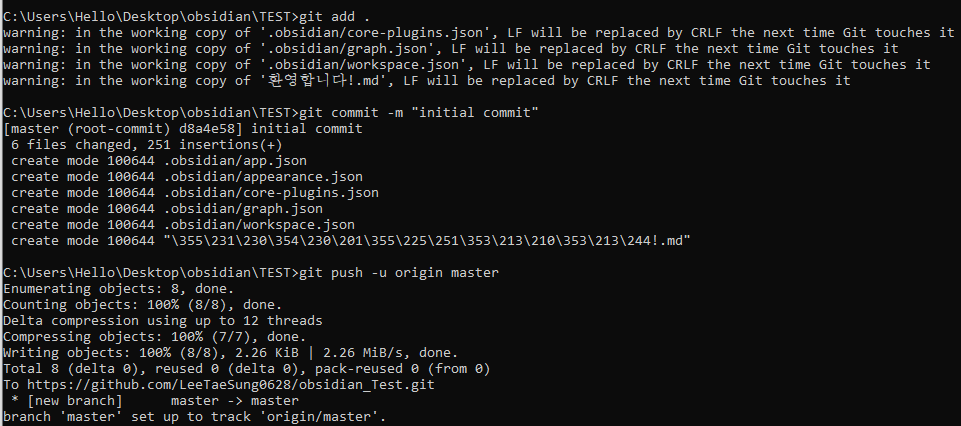 C:\Users\Hello\Desktop\obsidian\TEST>git add .
warning: in the working copy of '.obsidian/core-plugins.json', LF will be replaced by CRLF the next time Git touches it
warning: in the working copy of '.obsidian/graph.json', LF will be replaced by CRLF the next time Git touches it
warning: in the working copy of '.obsidian/workspace.json', LF will be replaced by CRLF the next time Git touches it
warning: in the working copy of '환영합니다!.md', LF will be replaced by CRLF the next time Git touches it
C:\Users\Hello\Desktop\obsidian\TEST>git commit -m "initial commit"
[master (root-commit) d8a4e58] initial commit
 6 files changed, 251 insertions(+)
 create mode 100644 .obsidian/app.json
 create mode 100644 .obsidian/appearance.json
 create mode 100644 .obsidian/core-plugins.json
 create mode 100644 .obsidian/graph.json
 create mode 100644 .obsidian/workspace.json
 create mode 100644 "\355\231\230\354\230\201\355\225\251\353\213\210\353\213\244!.md"
C:\Users\Hello\Desktop\obsidian\TEST>git push -u origin master
Enumerating objects: 8, done.
Counting objects: 100% (8/8), done.
Delta compression using up to 12 threads
Compressing objects: 100% (7/7), done.
Writing objects: 100% (8/8), 2.26 KiB | 2.26 MiB/s, done.
Total 8 (delta 0), reused 0 (delta 0), pack-reused 0 (from 0)
To https://github.com/LeeTaeSung0628/obsidian_Test.git
 * [new branch]      master -> master
branch 'master' set up to track 'origin/master'.